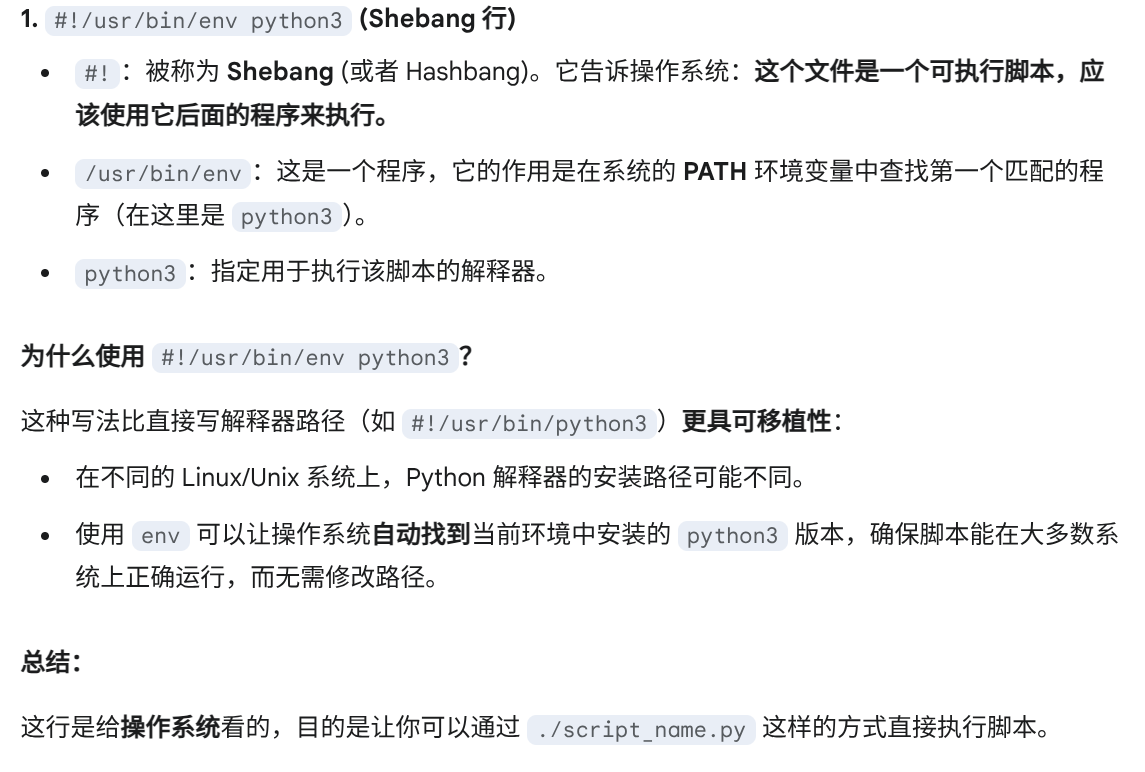 1. #!/usr/bin/env python3 (Shebang 行)
• #!：被称为 Shebang (或者 Hashbang)。它告诉操作系统：这个文件是一个可执行脚本，应
该使用它后面的程序来执行。
• /usr/bin/env：这是一个程序，它的作用是在系统的 PATH 环境变量中查找第一个匹配的程
序（在这里是 python3）。
• python3：指定用于执行该脚本的解释器。
为什么使用 #!/usr/bin/env python3？
这种写法比直接写解释器路径（如 #!/usr/bin/python3）更具可移植性：
• 在不同的 Linux/Unix 系统上，Python 解释器的安装路径可能不同。
• 使用 env 可以让操作系统自动找到当前环境中安装的 python3 版本，确保脚本能在大多数系
统上正确运行，而无需修改路径。
总结：
这行是给操作系统看的，目的是让你可以通过 ./script_name.py 这样的方式直接执行脚本。